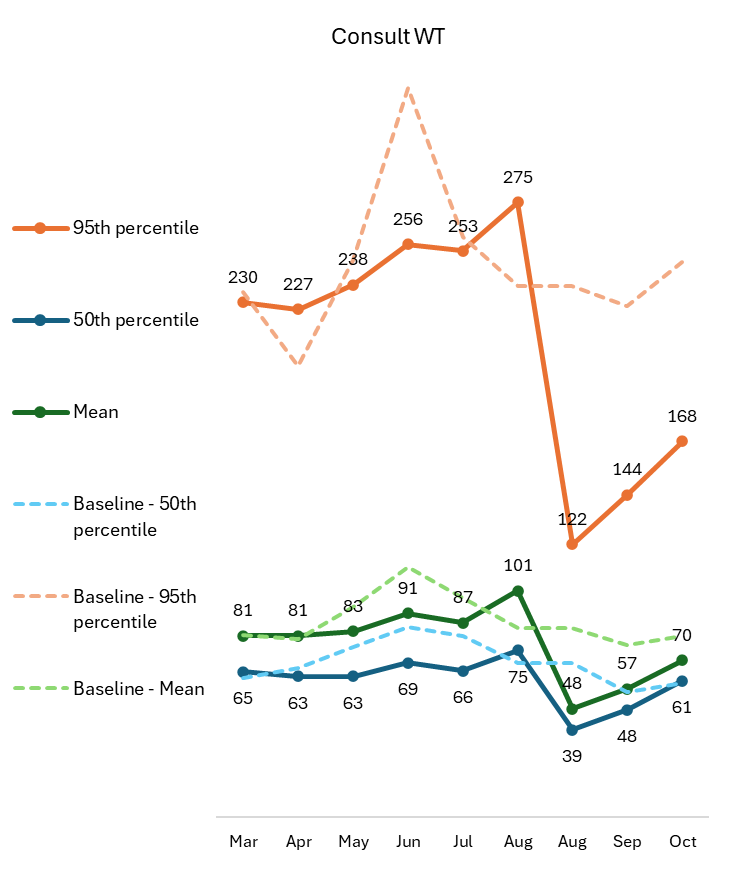 Consult WT
275
256
253
238
230
227
95th percentile
50th percentile
Mean
168
144
122
Baseline - 50th
percentile
101
91
87
83
81
81
Baseline - 95th
percentile
70
57
48
Baseline - Mean
65
63
63
69
66
75
61
48
39
Mar Apr May Jun Jul Aug Aug Sep Oct